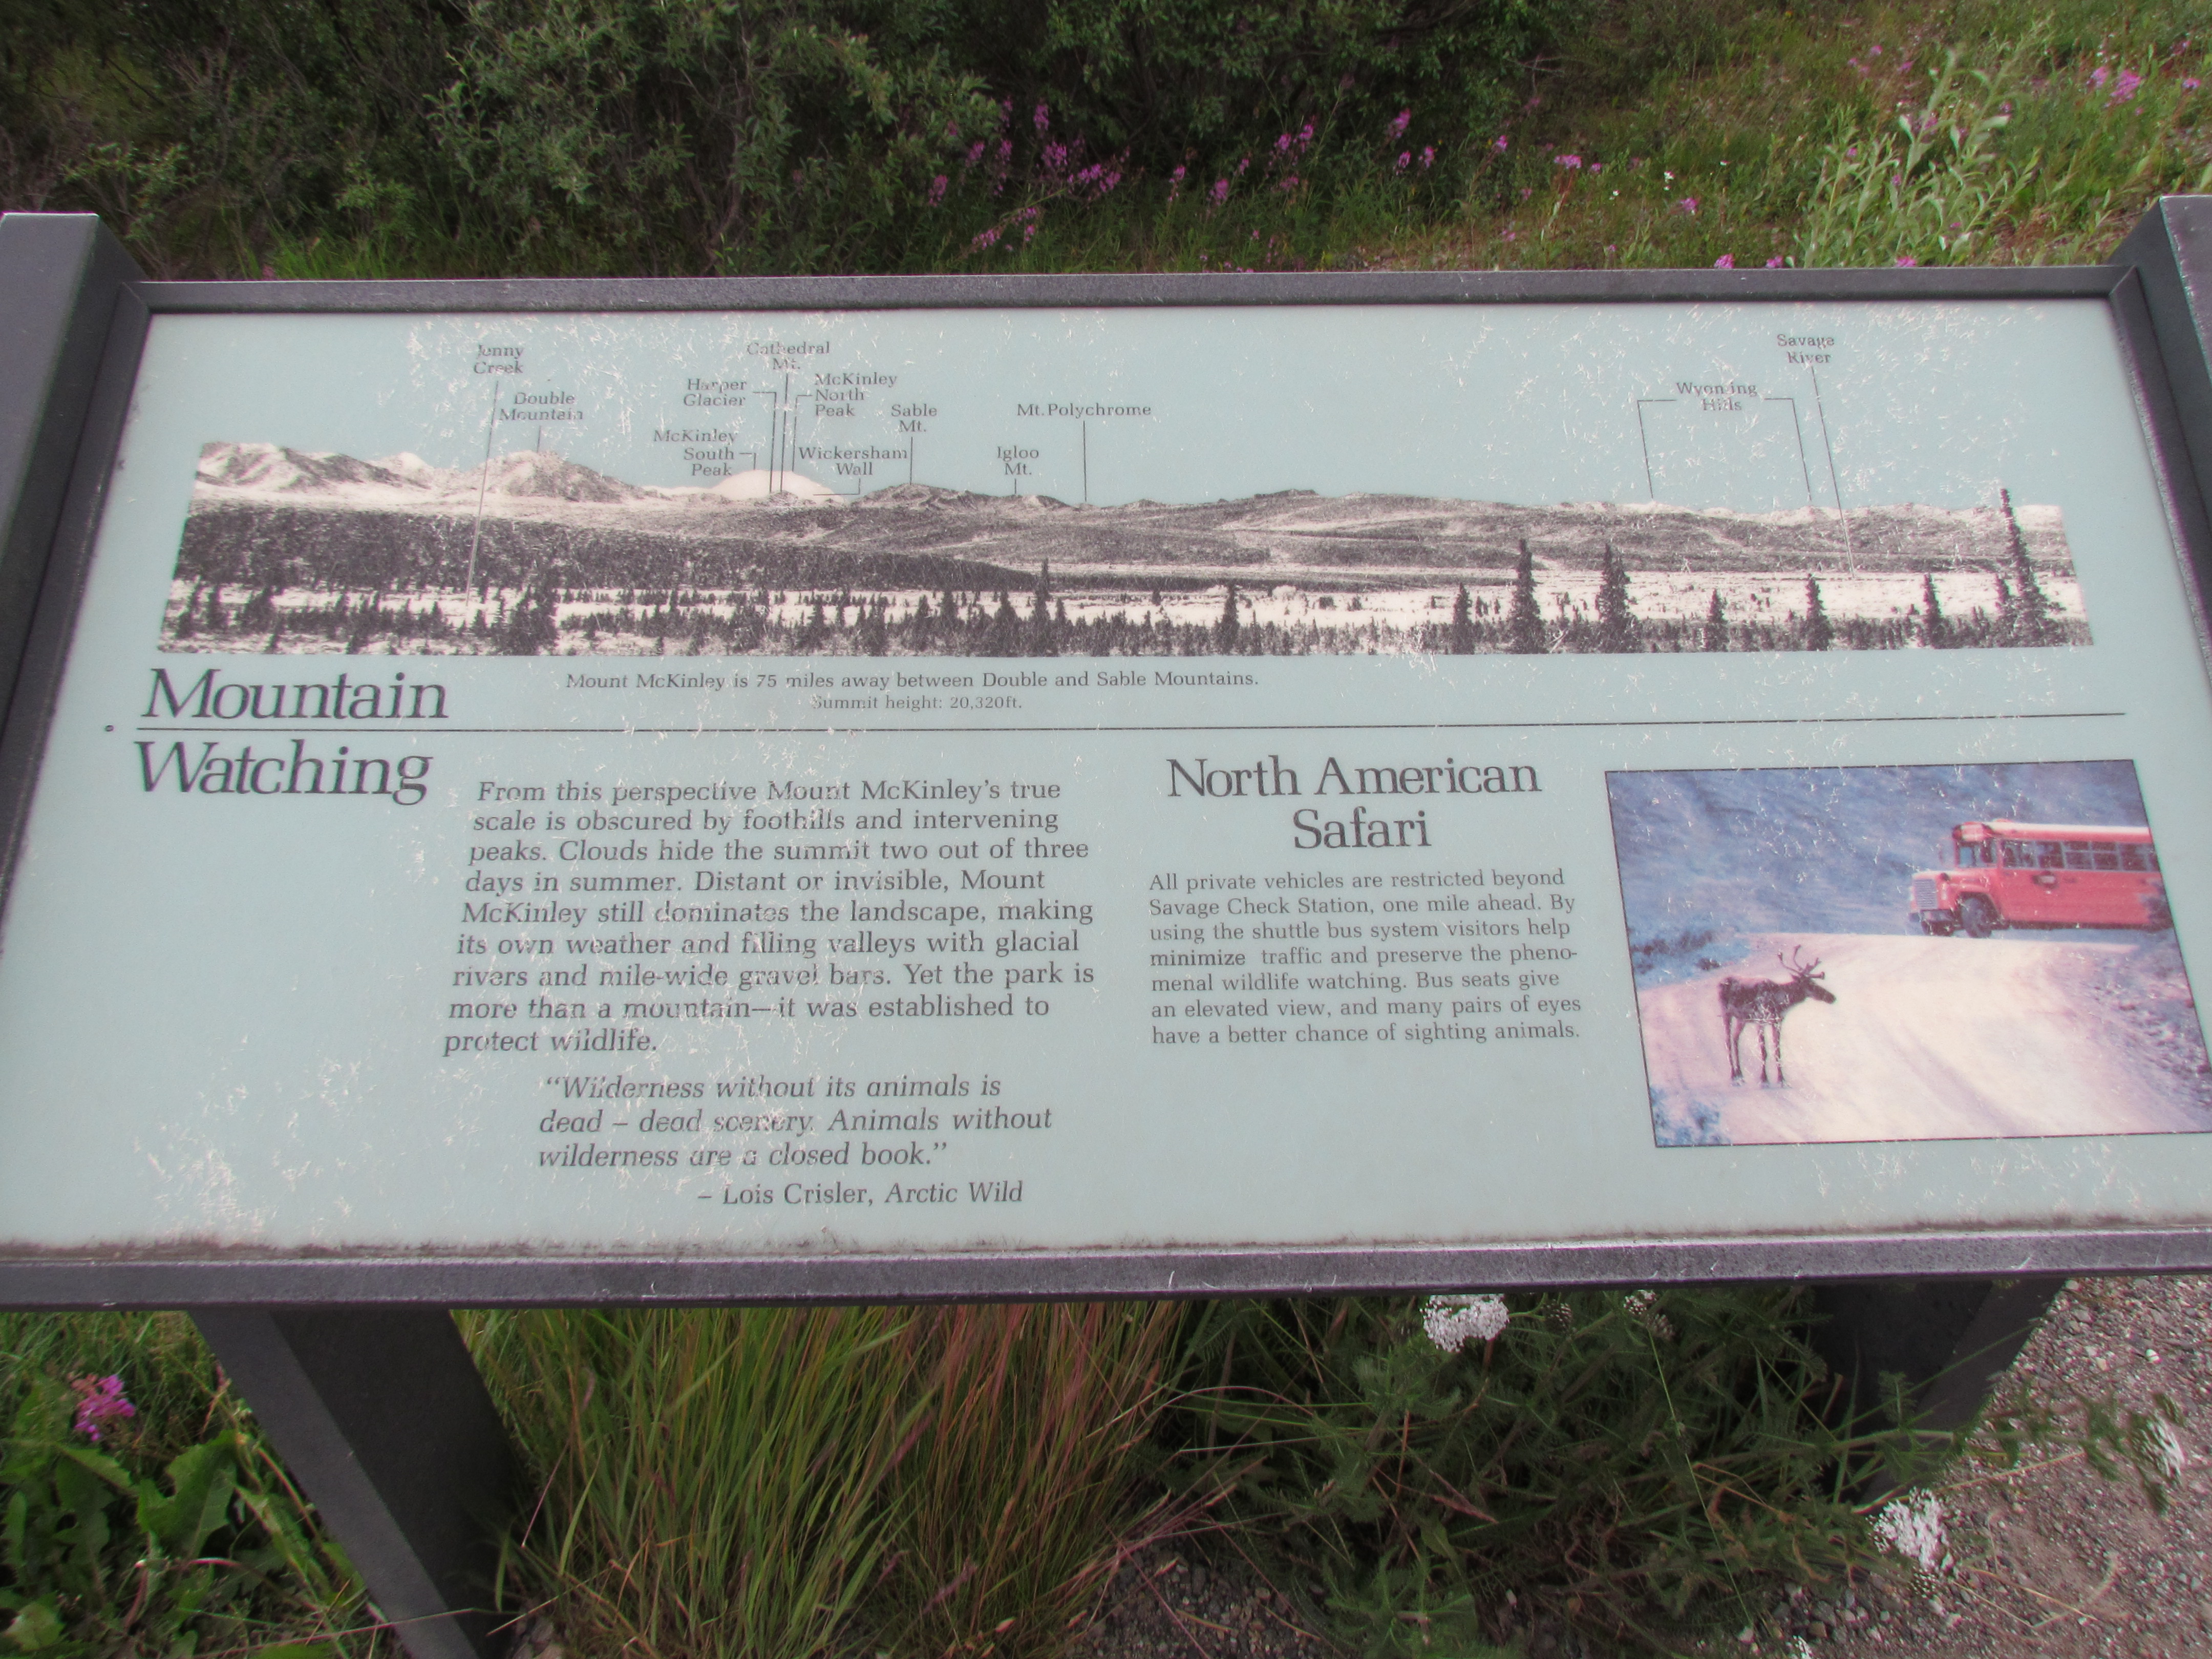 Jenny
Creek
Double
Mountain
Cathedral
Mt.
Harper
Glacier
McKinley
North
Peak
McKinley
South
Peak
Wickersham
Wall
Sable
Mt.
Igloo
Mt.
Mt. Polychrome
Wyoming
Hills
Savage
River
Mountain
Watching
Mount McKinley is 75 miles away between Double and Sable Mountains.
Summit height: 20,320ft.
From this perspective Mount McKinley's true
scale is obscured by foothills and intervening
peaks. Clouds hide the summit two out of three
days in summer. Distant or invisible, Mount
McKinley still dominates the landscape, making
its own weather and filling valleys with glacial
rivers and mile-wide gravel bars. Yet the park is
more than a mountain—it was established to
protect wildlife.
"Wilderness without its animals is
dead – dead scenery. Animals without
wilderness are a closed book."
– Lois Crisler, Arctic Wild
North American
Safari
All private vehicles are restricted beyond
Savage Check Station, one mile ahead. By
using the shuttle bus system visitors help
minimize traffic and preserve the pheno-
menal wildlife watching. Bus seats give
an elevated view, and many pairs of eyes
have a better chance of sighting animals.